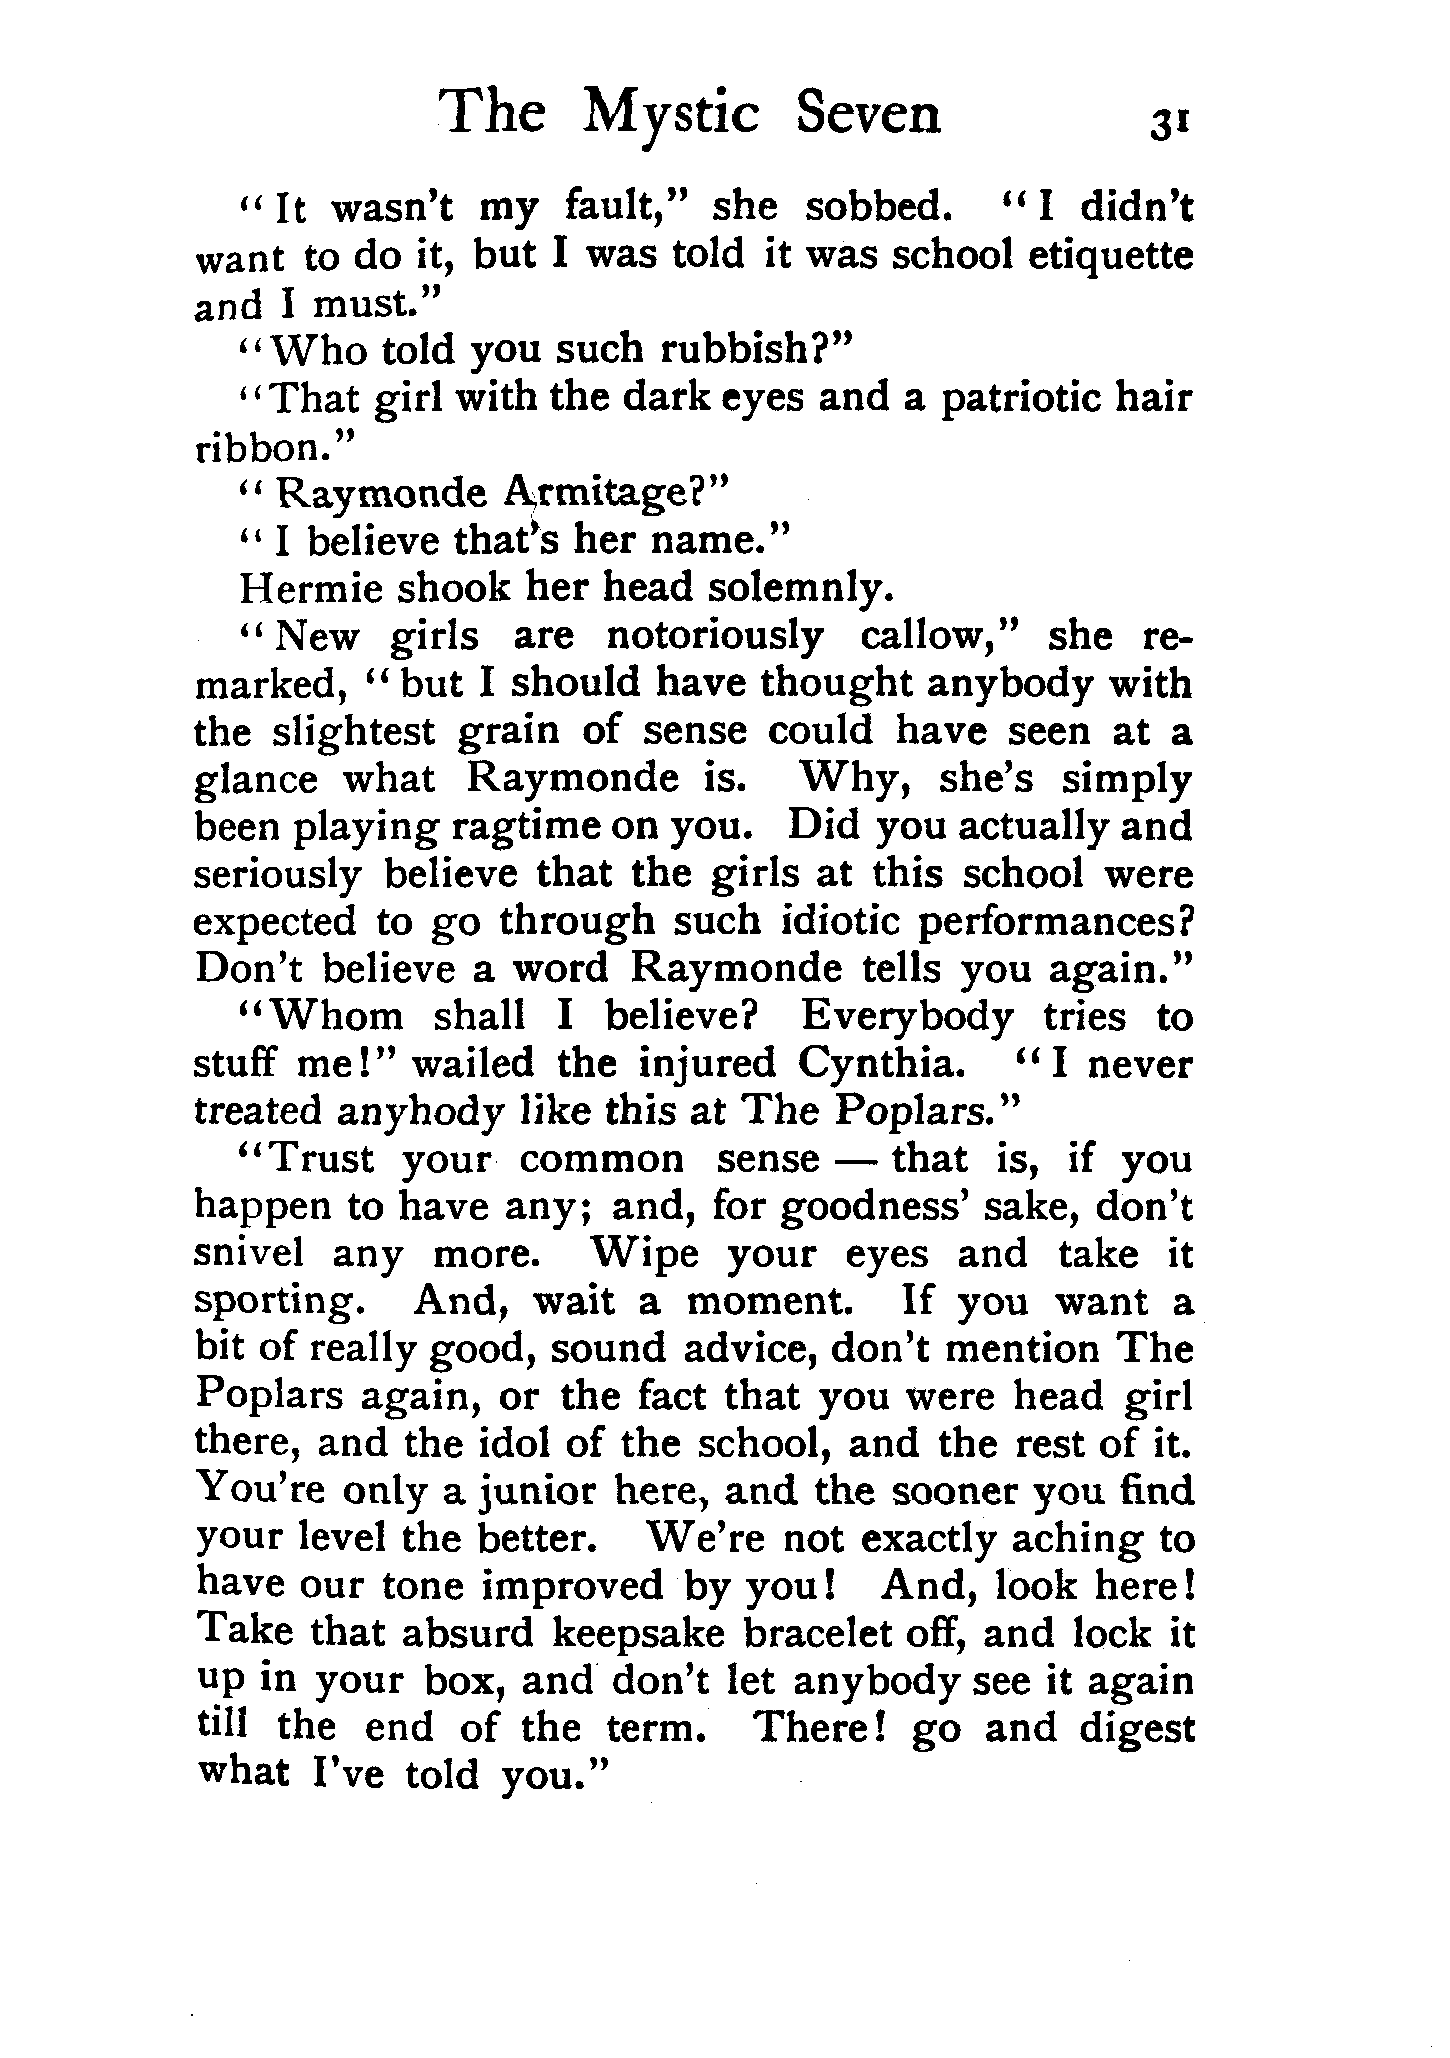 The Mystic Seven 31
"It wasn't my fault," she sobbed. "I didn't
want to do it, but I was told it was school etiquette
and I must."
"Who told you such rubbish?"
"That girl with the dark eyes and a patriotic hair
ribbon."
"Raymonde Armitage?"
"I believe that's her name."
Hermie shook her head solemnly.
"New girls are notoriously callow," she re-
marked, "but I should have thought anybody with
the slightest grain of sense could have seen at a
glance what Raymonde is. Why, she's simply
been playing ragtime on you. Did you actually and
seriously believe that the girls at this school were
expected to go through such idiotic performances?
Don't believe a word Raymonde tells you again."
"Whom shall I believe? Everybody tries to
stuff me!" wailed the injured Cynthia. "I never
treated anyhody like this at The Poplars."
"Trust your common sense — that is, if you
happen to have any; and, for goodness' sake, don't
snivel any more. Wipe your eyes and take it
sporting. And, wait a moment. If you want a
bit of really good, sound advice, don't mention The
Poplars again, or the fact that you were head girl
there, and the idol of the school, and the rest of it.
You're only a junior here, and the sooner you find
your level the better. We're not exactly aching to
have our tone improved by you! And, look here!
Take that absurd keepsake bracelet off, and lock it
up in your box, and don't let anybody see it again
till the end of the term. There! go and digest
what I've told you."